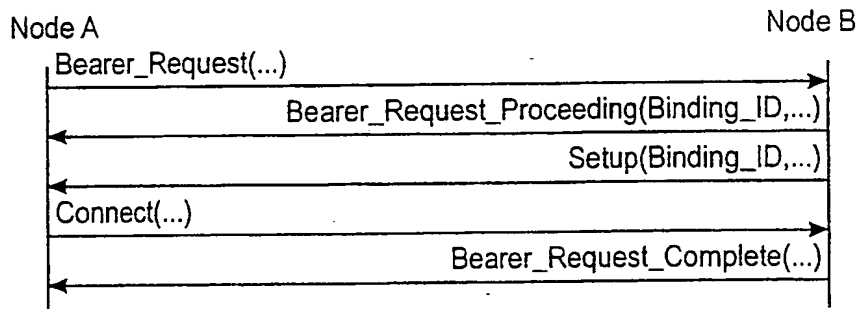 Node A
Node B
Bearer_Request(...)
Bearer_Request_Proceeding(Binding_ID,...)
Setup(Binding_ID,...)
Connect(...)
Bearer_Request_Complete(...)